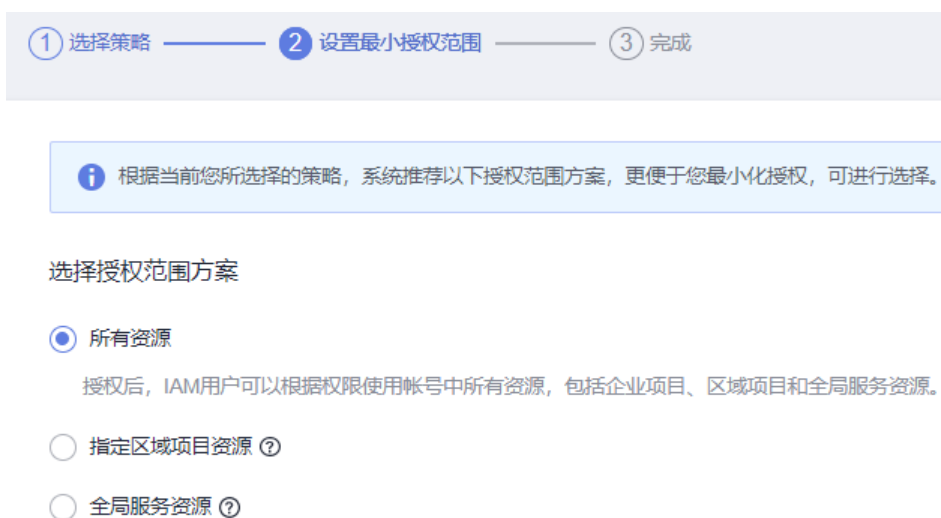 1 选择策略 2 设置最小授权范围 3 完成
根据当前您所选择的策略，系统推荐以下授权范围方案，更便于您最小化授权，可进行选择。
选择授权范围方案
所有资源
授权后，IAM用户可以根据权限使用帐号中所有资源，包括企业项目、区域项目和全局服务资源。
指定区域项目资源 ?
全局服务资源 ?